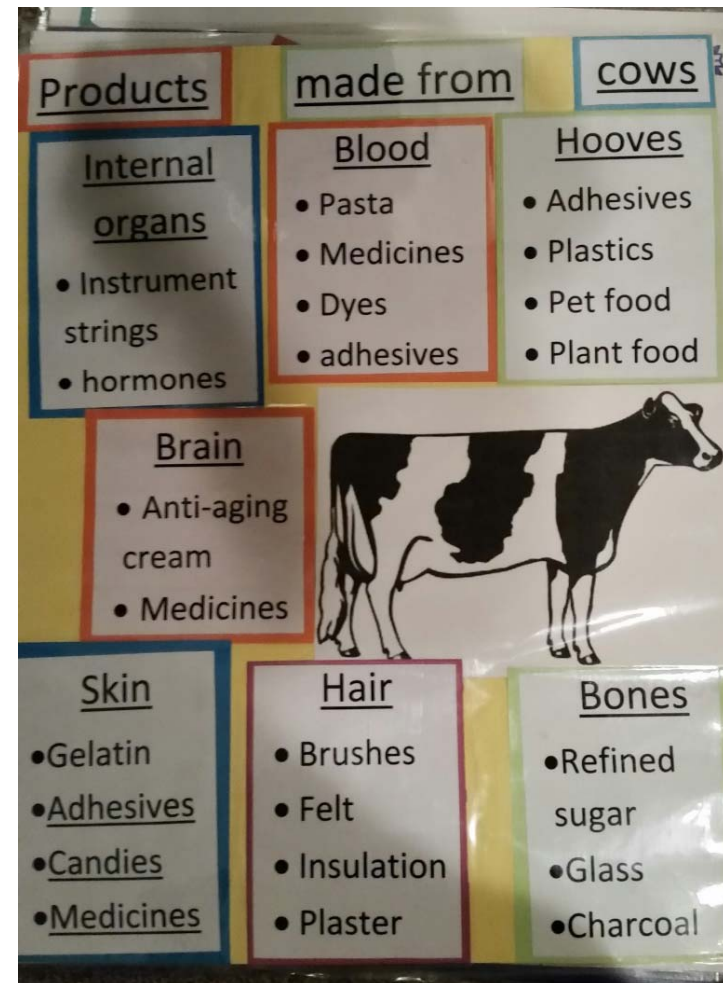 Products made from cows
Internal
organs
• Instrument
strings
• hormones
Blood
• Pasta
• Medicines
• Dyes
• adhesives
Hooves
• Adhesives
• Plastics
• Pet food
• Plant food
Brain
• Anti-aging
cream
• Medicines
Skin
•Gelatin
•Adhesives
•Candies
•Medicines
Hair
• Brushes
• Felt
• Insulation
• Plaster
Bones
•Refined
sugar
•Glass
•Charcoal